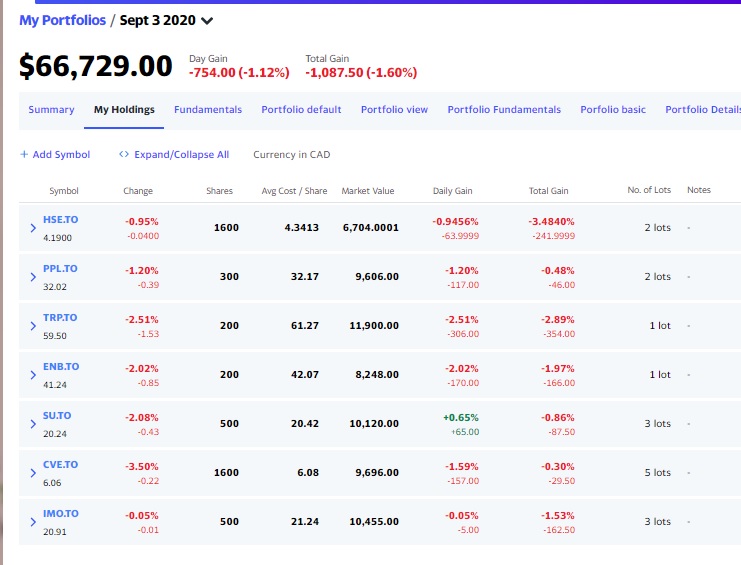 My Portfolios / Sept 3 2020
$66,729.00
Day Gain
-754.00 (-1.12%)
Total Gain
-1,087.50 (-1.60%)
Summary My Holdings Fundamentals Portfolio default Portfolio view Portfolio Fundamentals Porfolio basic Portfolio Details
+ Add Symbol <> Expand/Collapse All Currency in CAD
Symbol Change Shares Avg Cost / Share Market Value Daily Gain Total Gain No. of Lots Notes
HSE.TO -0.95% 1600 4.3413 6,704.0001 -0.9456% -3.4840% 2 lots -
4.1900 -0.0400 -63.9999 -241.9999
PPL.TO -1.20% 300 32.17 9,606.00 -1.20% -0.48% 2 lots -
32.02 -0.39 -117.00 -46.00
TRP.TO -2.51% 200 61.27 11,900.00 -2.51% -2.89% 1 lot -
59.50 -1.53 -306.00 -354.00
ENB.TO -2.02% 200 42.07 8,248.00 -2.02% -1.97% 1 lot -
41.24 -0.85 -170.00 -166.00
SU.TO -2.08% 500 20.42 10,120.00 +0.65% -0.86% 3 lots -
20.24 -0.43 +65.00 -87.50
CVE.TO -3.50% 1600 6.08 9,696.00 -1.59% -0.30% 5 lots -
6.06 -0.22 -157.00 -29.50
IMO.TO -0.05% 500 21.24 10,455.00 -0.05% -1.53% 3 lots -
20.91 -0.01 -5.00 -162.50